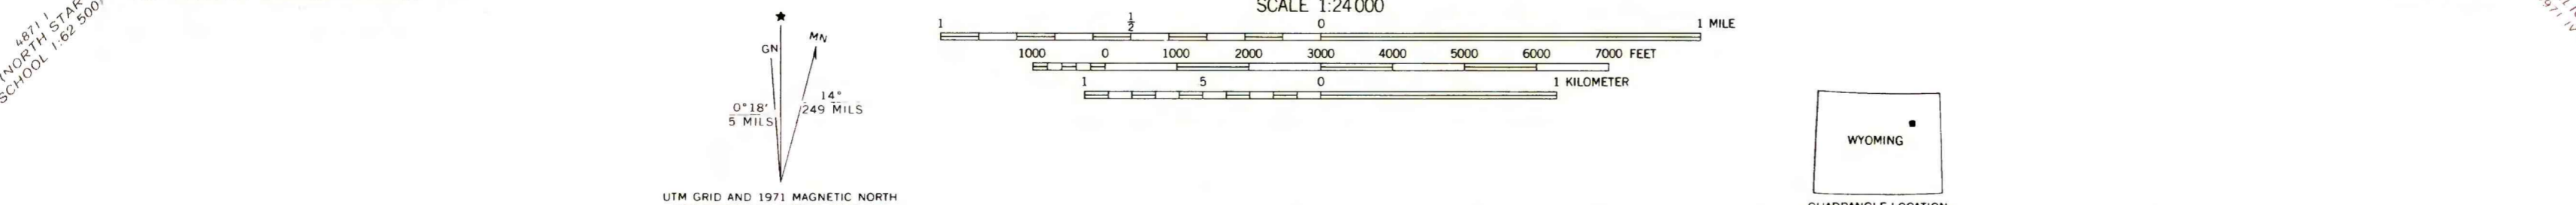 4871 I
(NORTH STAR
SCHOOL 1:62 500)
★
GN
MN
0°18'
5 MILS
14°
249 MILS
UTM GRID AND 1971 MAGNETIC NORTH
SCALE 1:24 000
1 1/2 0 1 MILE
1000 0 1000 2000 3000 4000 5000 6000 7000 FEET
1 5 0 1 KILOMETER
WYOMING
QUADRANGLE LOCATION